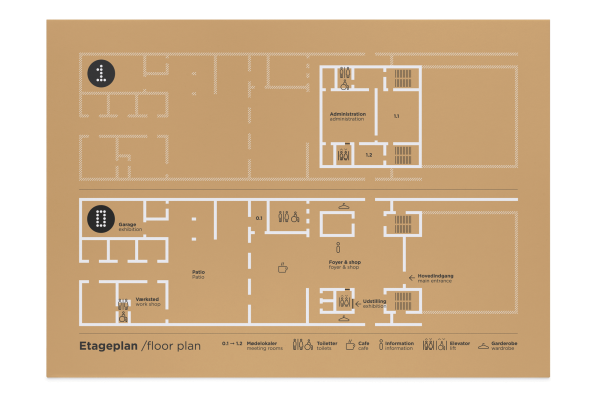 1
Administration
administration
1.1
1.2
0
Garage
exhibition
0.1
Patio
Patio
Foyer & shop
foyer & shop
Hovedindgang
main entrance
Værksted
work shop
Udstilling
exhibition
Etageplan /floor plan
0.1 → 1.2 Mødelokaler
meeting rooms
Toiletter
toilets
Cafe
cafe
Information
information
Elevator
lift
Garderobe
wardrobe